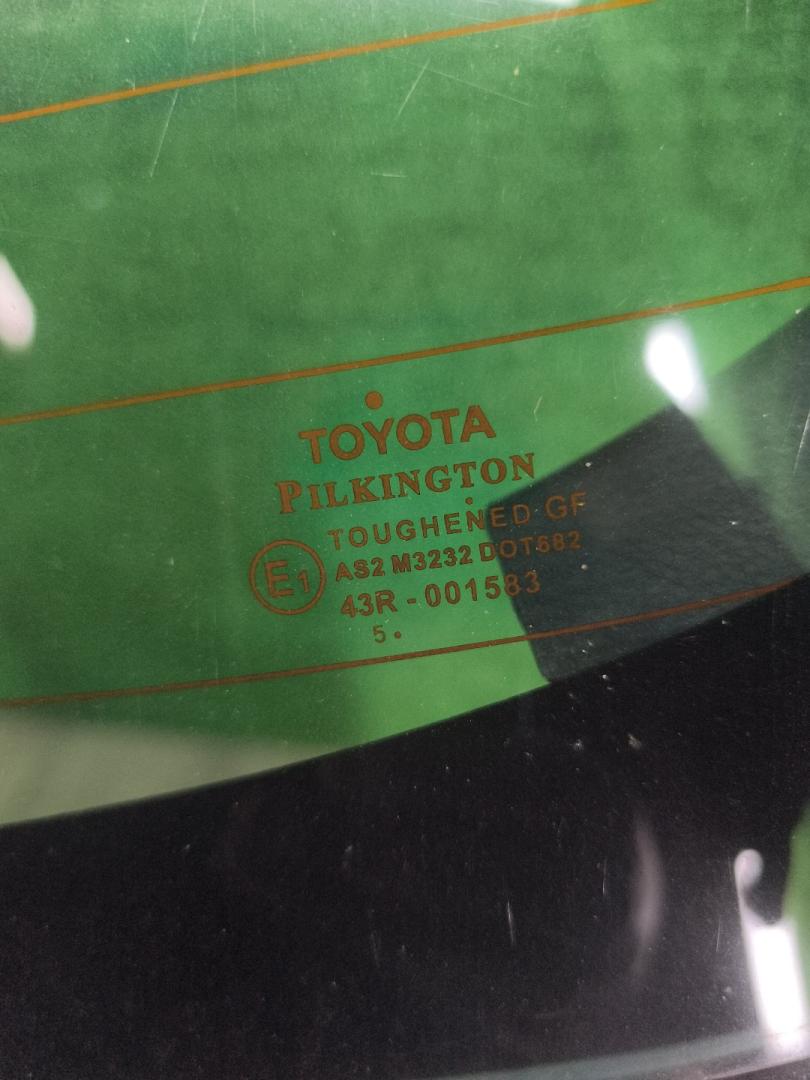 TOYOTA
PILKINGTON
TOUGHENED GF
E1 AS2 M3232 DOT682
43R - 001583
5.